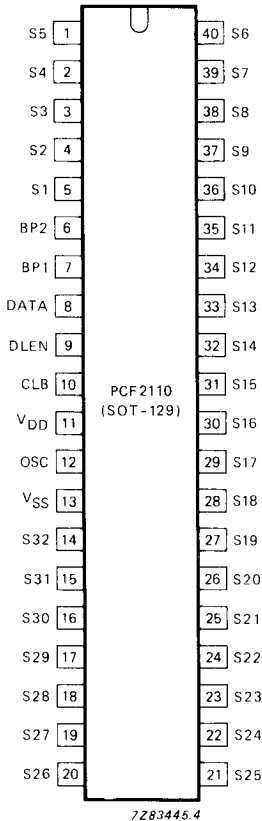 S5 1 40 S6
S4 2 39 S7
S3 3 38 S8
S2 4 37 S9
S1 5 36 S10
BP2 6 35 S11
BP1 7 34 S12
DATA 8 33 S13
DLEN 9 32 S14
CLB 10 31 S15
PCF2110
(SOT-129)
VDD 11 30 S16
OSC 12 29 S17
VSS 13 28 S18
S32 14 27 S19
S31 15 26 S20
S30 16 25 S21
S29 17 24 S22
S28 18 23 S23
S27 19 22 S24
S26 20 21 S25
7Z83445.4